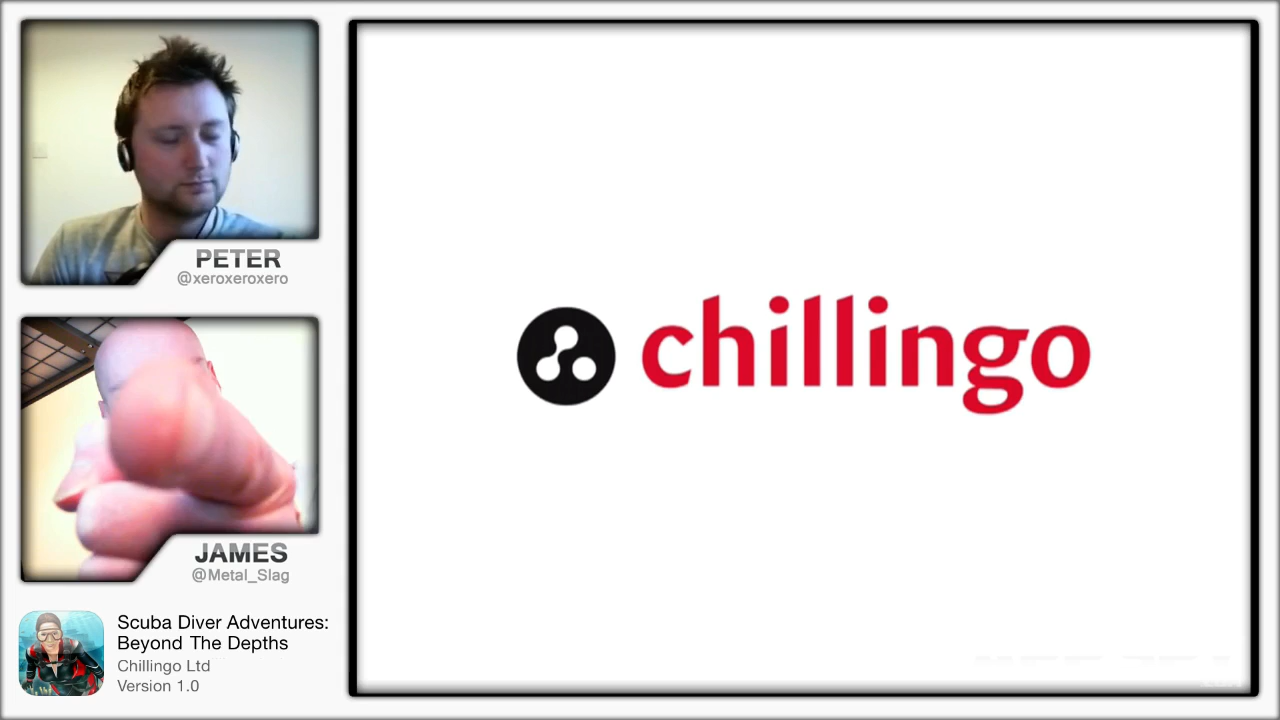 PETER
@xeroxeroxero
JAMES
@Metal_Slag
Scuba Diver Adventures:
Beyond The Depths
Chillingo Ltd
Version 1.0
chillingo